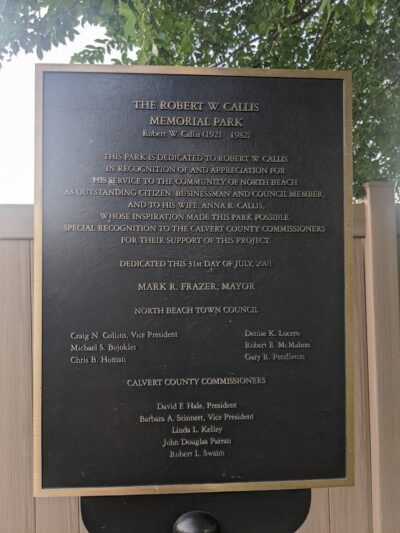 THE ROBERT W. CALLIS
MEMORIAL PARK
Robert W. Callis (1921 - 1982)
THIS PARK IS DEDICATED TO ROBERT W. CALLIS
IN RECOGNITION OF AND APPRECIATION FOR
HIS SERVICE TO THE COMMUNITY OF NORTH BEACH
AS OUTSTANDING CITIZEN, BUSINESSMAN AND COUNCIL MEMBER,
AND TO HIS WIFE, ANNA R. CALLIS,
WHOSE INSPIRATION MADE THIS PARK POSSIBLE.
SPECIAL RECOGNITION TO THE CALVERT COUNTY COMMISSIONERS
FOR THEIR SUPPORT OF THIS PROJECT.
DEDICATED THIS 31st DAY OF JULY, 2001
MARK R. FRAZER, MAYOR
NORTH BEACH TOWN COUNCIL
Craig N. Collins, Vice President Denise K. Lucero
Michael S. Bojokles Robert E. McMahon
Chris B. Homan Gary R. Pendleton
CALVERT COUNTY COMMISSIONERS
David F. Hale, President
Barbara A. Stinnett, Vice President
Linda L. Kelley
John Douglas Parran
Robert L. Swann